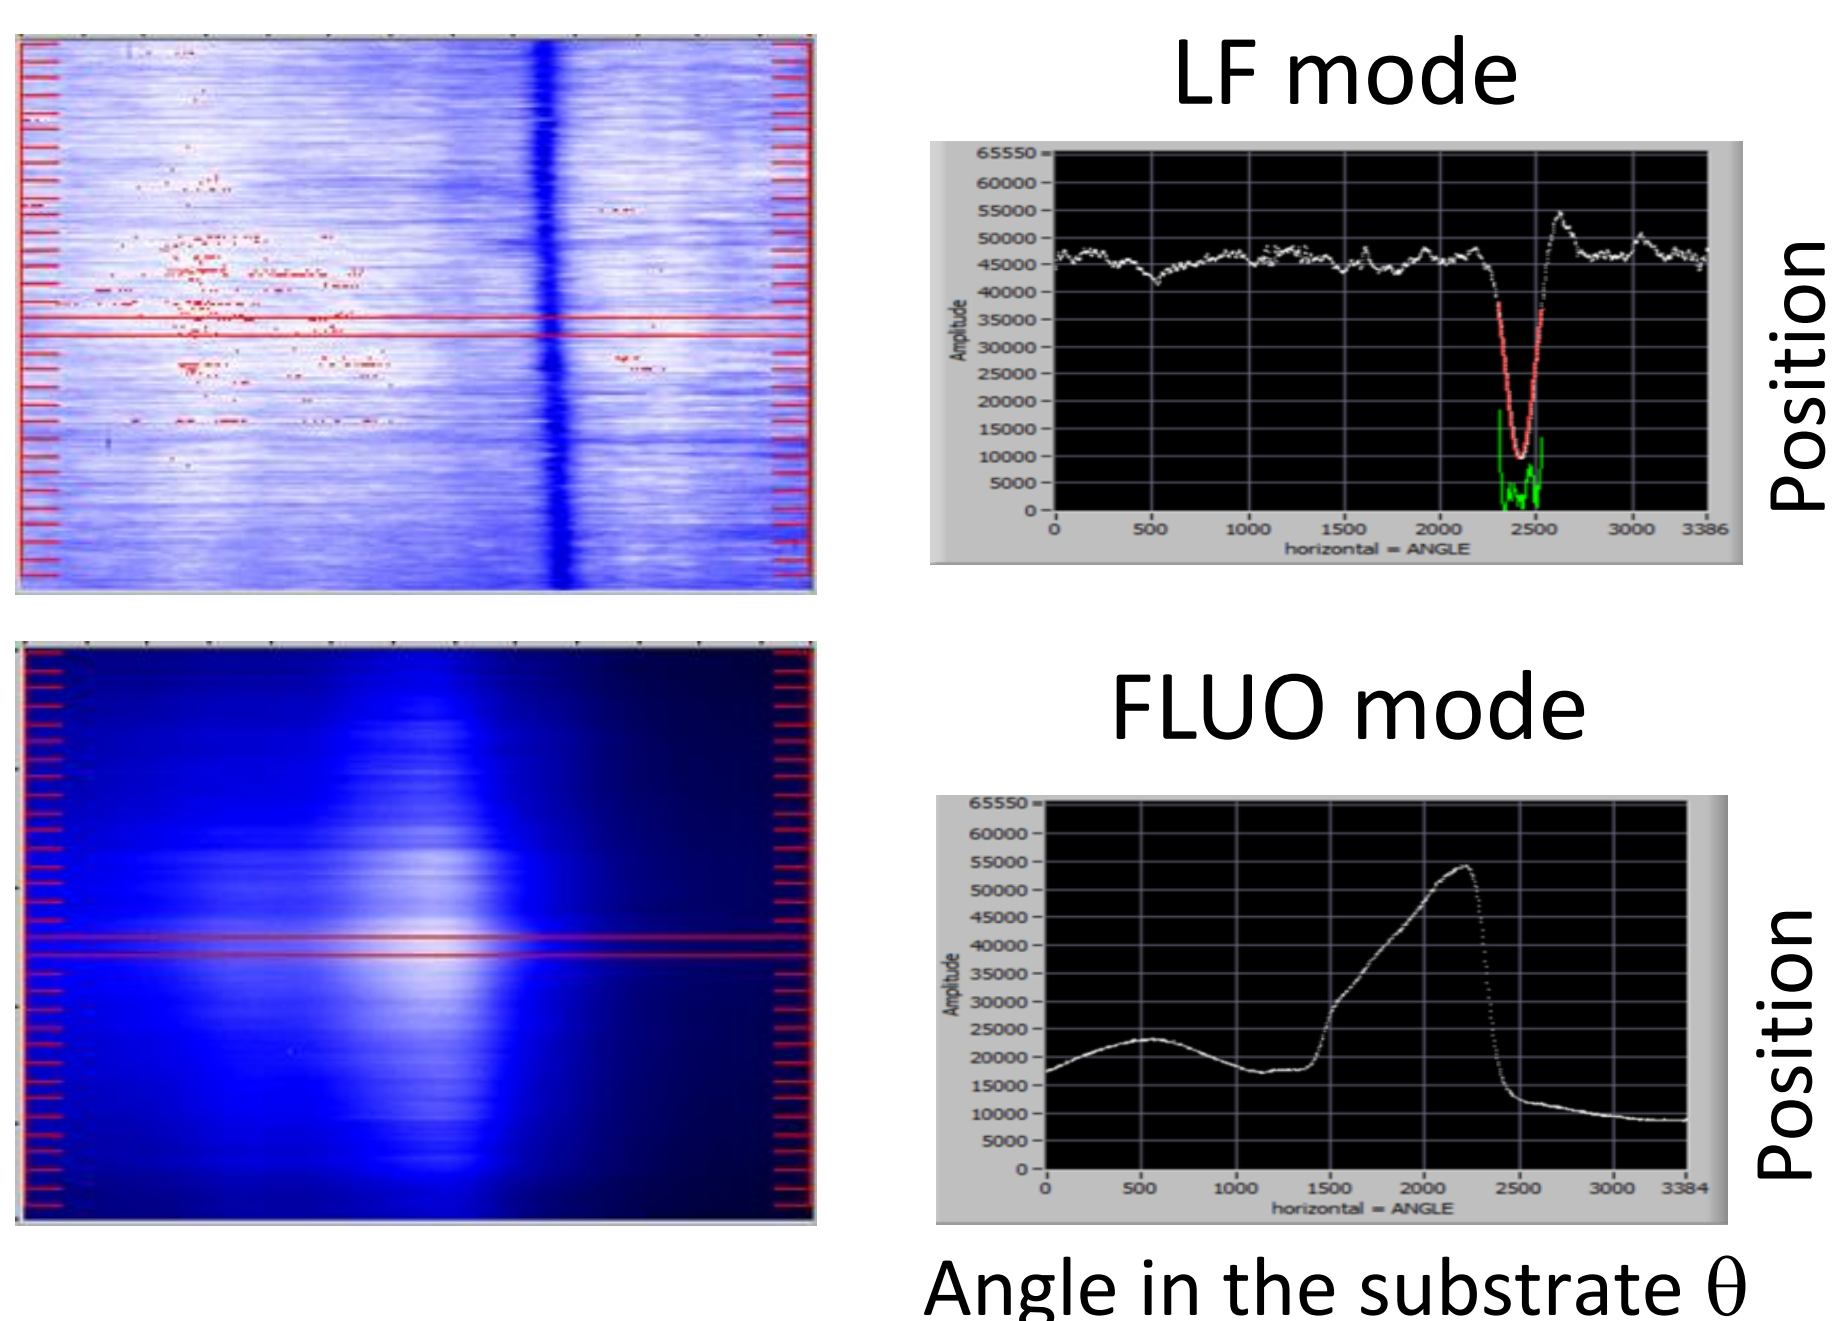 LF mode
65550
60000
55000
50000
45000
40000
35000
30000
25000
20000
15000
10000
5000
0
Amplitude
0 500 1000 1500 2000 2500 3000 3386
horizontal = ANGLE
Position
FLUO mode
65550
60000
55000
50000
45000
40000
35000
30000
25000
20000
15000
10000
5000
0
Amplitude
0 500 1000 1500 2000 2500 3000 3384
horizontal = ANGLE
Position
Angle in the substrate θ